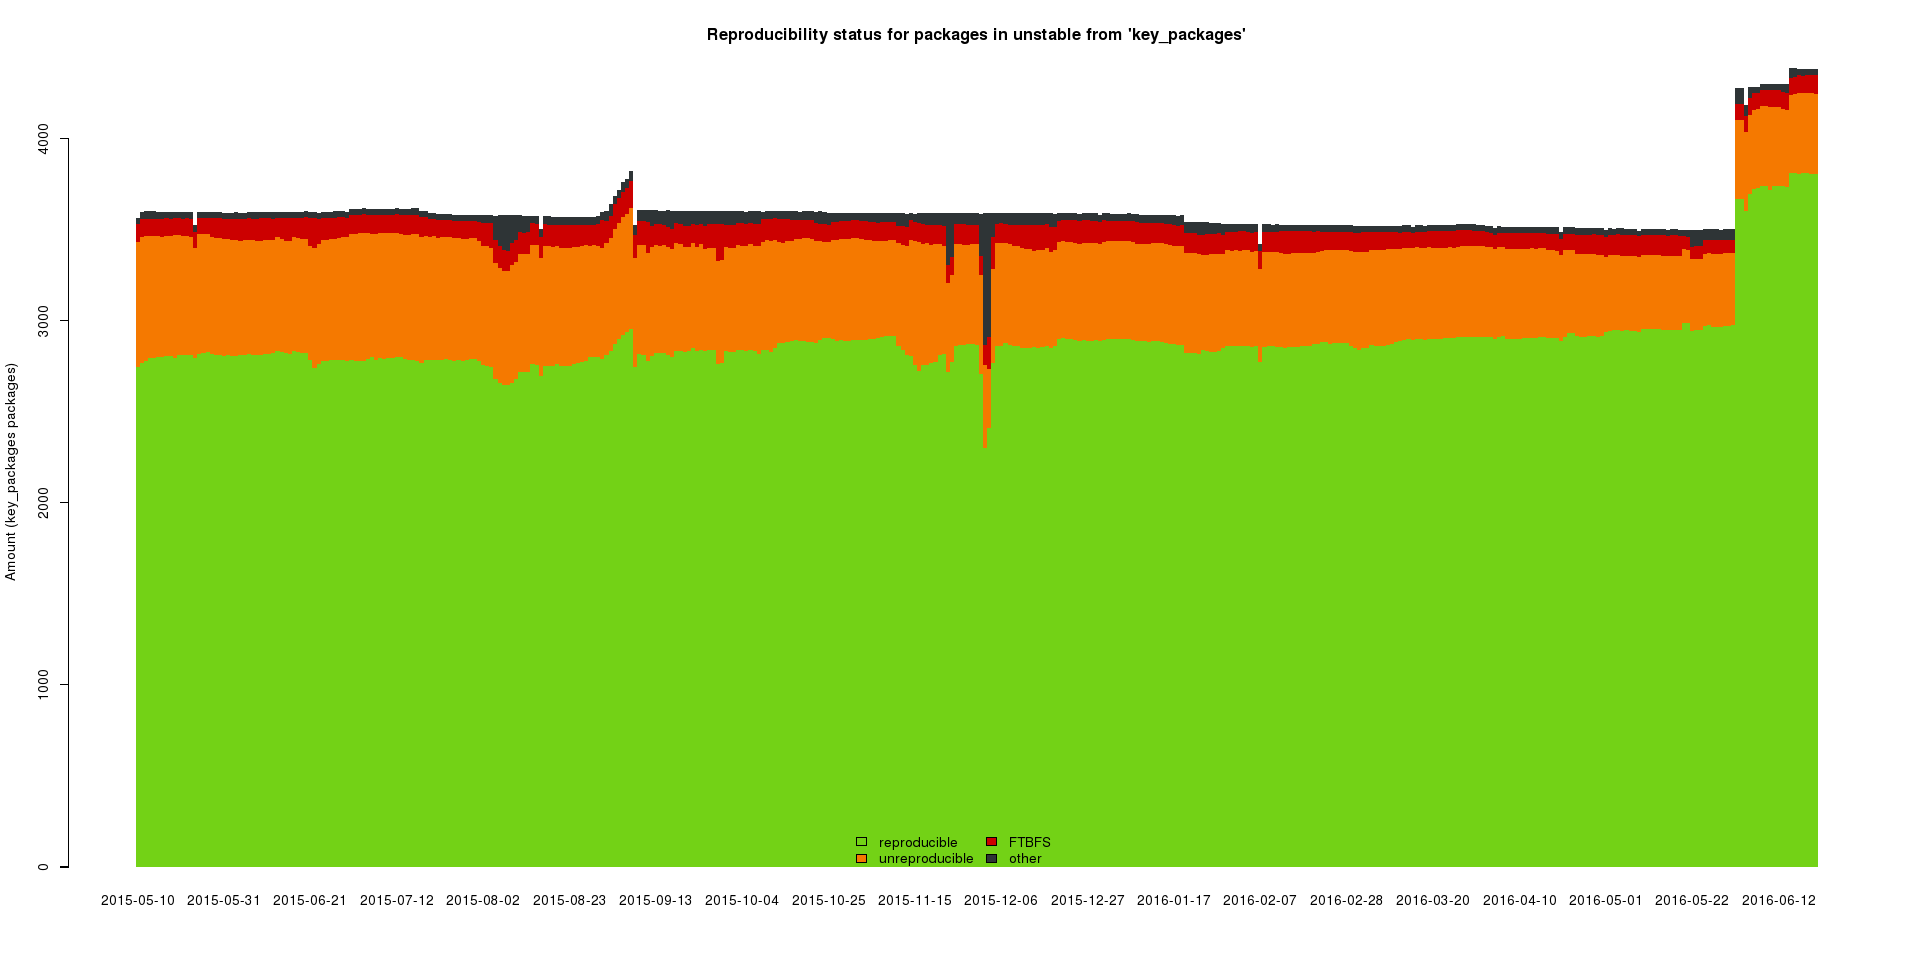 Reproducibility status for packages in unstable from 'key_packages'
Amount (key_packages packages)
4000
3000
2000
1000
0
reproducible FTBFS
unreproducible other
2015-05-10 2015-05-31 2015-06-21 2015-07-12 2015-08-02 2015-08-23 2015-09-13 2015-10-04 2015-10-25 2015-11-15 2015-12-06 2015-12-27 2016-01-17 2016-02-07 2016-02-28 2016-03-20 2016-04-10 2016-05-01 2016-05-22 2016-06-12